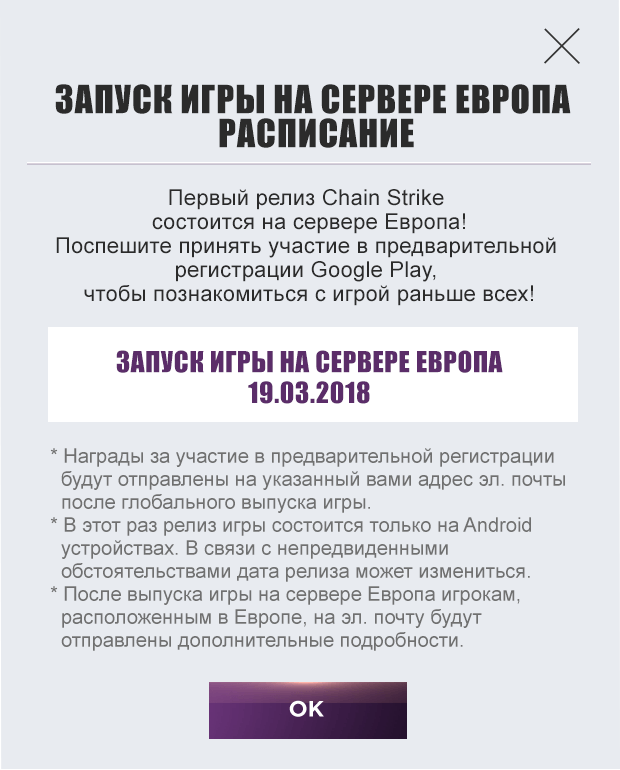 ЗАПУСК ИГРЫ НА СЕРВЕРЕ ЕВРОПА
РАСПИСАНИЕ
Первый релиз Chain Strike
состоится на сервере Европа!
Поспешите принять участие в предварительной
регистрации Google Play,
чтобы познакомиться с игрой раньше всех!
ЗАПУСК ИГРЫ НА СЕРВЕРЕ ЕВРОПА
19.03.2018
* Награды за участие в предварительной регистрации
будут отправлены на указанный вами адрес эл. почты
после глобального выпуска игры.
* В этот раз релиз игры состоится только на Android
устройствах. В связи с непредвиденными
обстоятельствами дата релиза может измениться.
* После выпуска игры на сервере Европа игрокам,
расположенным в Европе, на эл. почту будут
отправлены дополнительные подробности.
OK